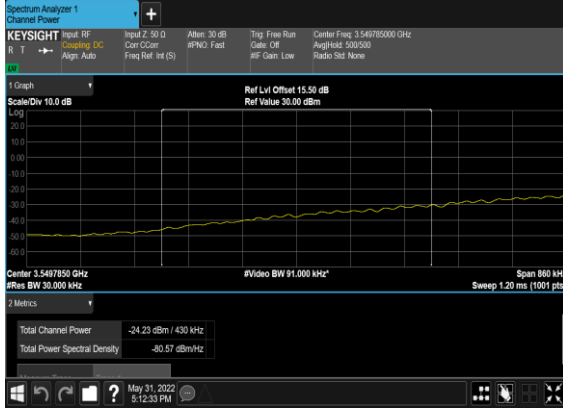 Spectrum Analyzer 1
Channel Power
+
KEYSIGHT Input: RF Input Z: 50 Ω Atten: 30 dB Trig: Free Run Center Freq: 3.549785000 GHz
R T Coupling: DC Corr CCorr #PNO: Fast Gate: Off Avg|Hold: 500/500
Align: Auto Freq Ref: Int (S) #IF Gain: Low Radio Std: None
LXI
1 Graph Ref Lvl Offset 15.50 dB
Scale/Div 10.0 dB Ref Value 30.00 dBm
Log
20.0
10.0
0.00
-10.0
-20.0
-30.0
-40.0
-50.0
-60.0
Center 3.5497850 GHz #Video BW 91.000 kHz* Span 860 kH
#Res BW 30.000 kHz Sweep 1.20 ms (1001 pts
2 Metrics
Total Channel Power -24.23 dBm / 430 kHz
Total Power Spectral Density -80.57 dBm/Hz
? May 31, 2022
5:12:33 PM